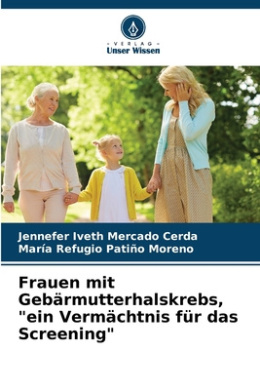 VERLAG
Unser Wissen
Jennefer Iveth Mercado Cerda
María Refugio Patiño Moreno
Frauen mit
Gebärmutterhalskrebs,
"ein Vermächtnis für das
Screening"